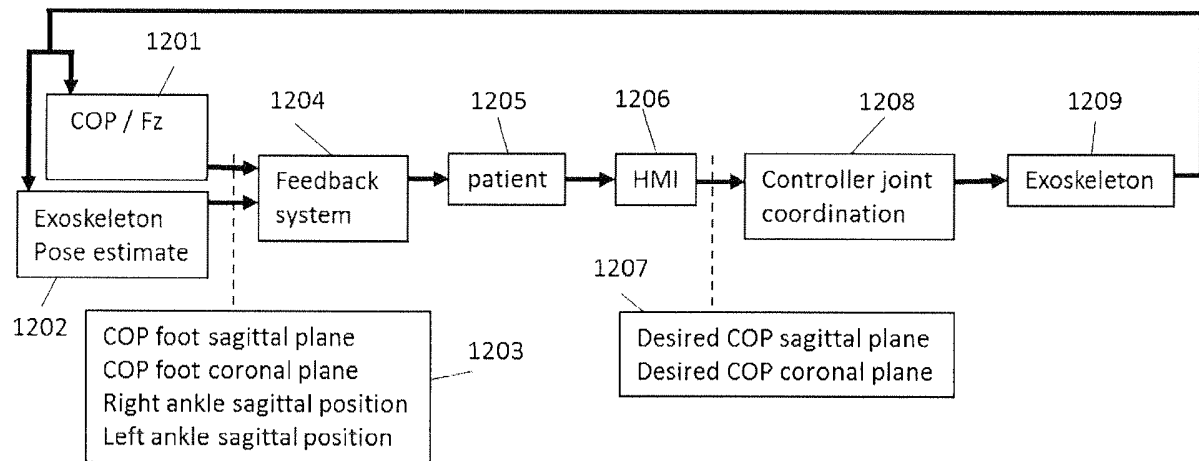 1201
COP / Fz
1204
Feedback
system
1205
patient
1206
HMI
1208
Controller joint
coordination
1209
Exoskeleton
Exoskeleton
Pose estimate
1202
COP foot sagittal plane
COP foot coronal plane
Right ankle sagittal position
Left ankle sagittal position
1203
1207
Desired COP sagittal plane
Desired COP coronal plane